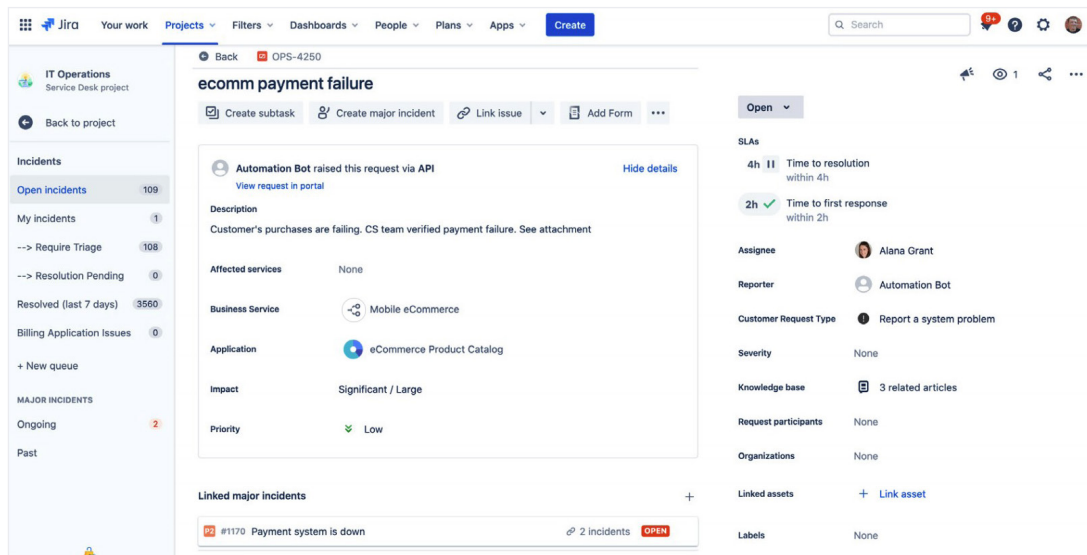 Jira Your work Projects Filters Dashboards People Plans Apps Create Search 9+
IT Operations
Service Desk project
Back to project
Incidents
Open incidents 109
My incidents 1
--> Require Triage 108
--> Resolution Pending 0
Resolved (last 7 days) 3560
Billing Application Issues 0
+ New queue
MAJOR INCIDENTS
Ongoing 2
Past
Back OPS-4250
ecomm payment failure
Create subtask Create major incident Link issue Add Form
Automation Bot raised this request via API Hide details
View request in portal
Description
Customer's purchases are failing. CS team verified payment failure. See attachment
Affected services None
Business Service Mobile eCommerce
Application eCommerce Product Catalog
Impact Significant / Large
Priority Low
Linked major incidents +
P2 #1170 Payment system is down 2 incidents OPEN
1
Open
SLAs
4h Time to resolution
within 4h
2h Time to first response
within 2h
Assignee Alana Grant
Reporter Automation Bot
Customer Request Type Report a system problem
Severity None
Knowledge base 3 related articles
Request participants None
Organizations None
Linked assets + Link asset
Labels None